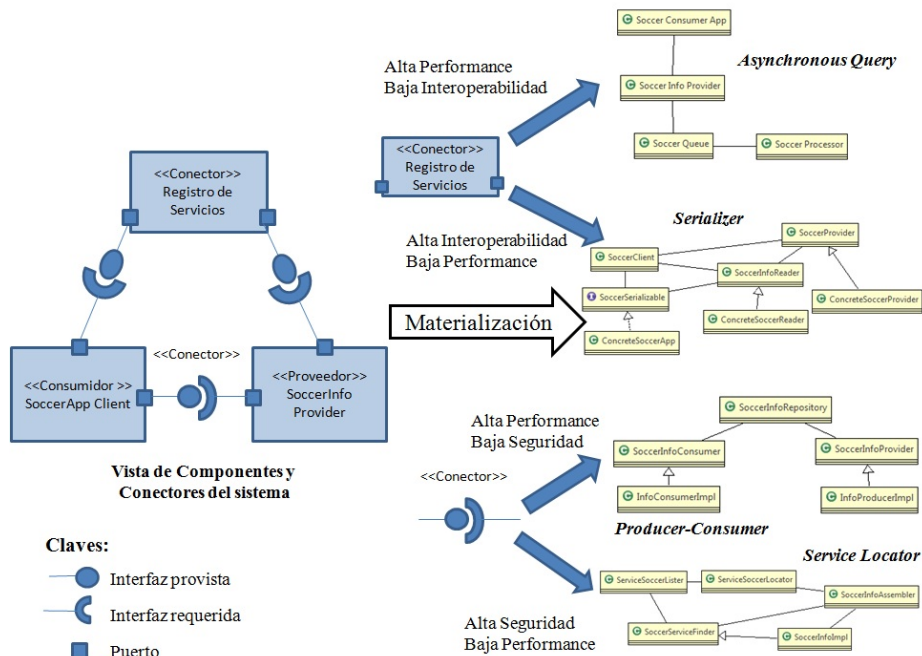 <<Conector>>
Registro de
Servicios
<<Conector>>
<<Consumidor >>
SoccerApp Client
<<Proveedor>>
SoccerInfo
Provider
Vista de Componentes y
Conectores del sistema
Claves:
Interfaz provista
Interfaz requerida
Puerto
Alta Performance
Baja Interoperabilidad
<<Conector>>
Registro de
Servicios
Alta Interoperabilidad
Baja Performance
Materialización
Asynchronous Query
C Soccer Consumer App
C Soccer Info Provider
C Soccer Queue
C Soccer Processor
Serializer
C SoccerProvider
C SoccerClient
C SoccerInfoReader
I SoccerSerializable
C ConcreteSoccerProvider
C ConcreteSoccerReader
C ConcreteSoccerApp
Alta Performance
Baja Seguridad
<<Conector>>
Alta Seguridad
Baja Performance
C SoccerInfoRepository
C SoccerInfoConsumer
C SoccerInfoProvider
C InfoConsumerImpl
C InfoProducerImpl
Producer-Consumer
Service Locator
C ServiceSoccerLister
C ServiceSoccerLocator
C SoccerInfoAssembler
C SoccerServiceFinder
C SoccerInfoImpl